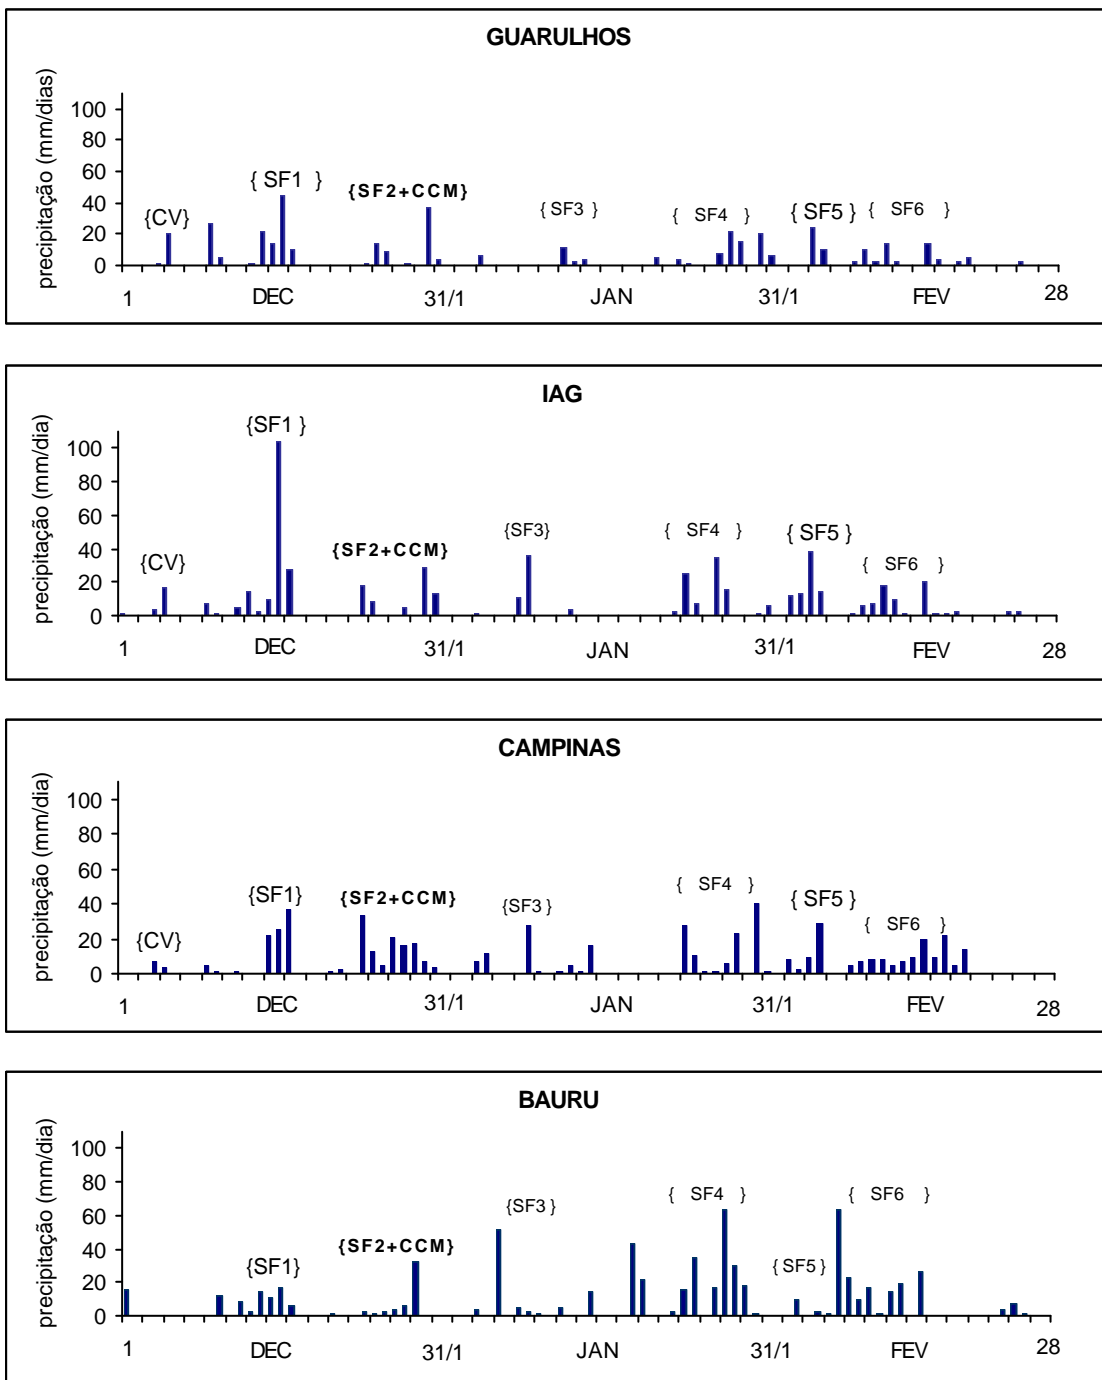 GUARULHOS
precipitação (mm/dias)
100
80
60
40
20
0
{CV}
{ SF1 }
{SF2+CCM}
{ SF3 }
{ SF4 }
{ SF5 }
{ SF6 }
1
DEC
31/1
JAN
31/1
FEV
28
IAG
precipitação (mm/dia)
100
80
60
40
20
0
{CV}
{SF1 }
{SF2+CCM}
{SF3}
{ SF4 }
{ SF5 }
{ SF6 }
1
DEC
31/1
JAN
31/1
FEV
28
CAMPINAS
precipitação (mm/dia)
100
80
60
40
20
0
{CV}
{SF1}
{SF2+CCM}
{SF3 }
{ SF4 }
{ SF5 }
{ SF6 }
1
DEC
31/1
JAN
31/1
FEV
28
BAURU
precipitação (mm/dia)
100
80
60
40
20
0
{SF1}
{SF2+CCM}
{SF3 }
{ SF4 }
{ SF5 }
{ SF6 }
1
DEC
31/1
JAN
31/1
FEV
28